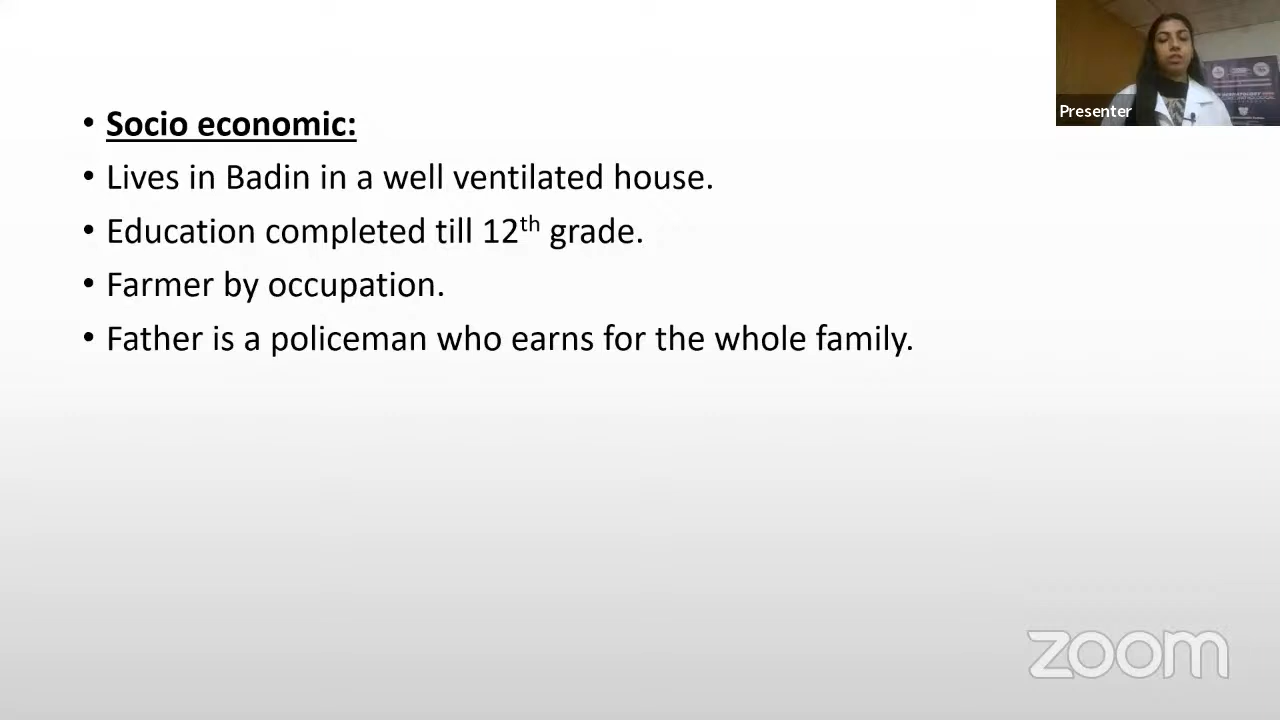 • Socio economic:
• Lives in Badin in a well ventilated house.
• Education completed till 12th grade.
• Farmer by occupation.
• Father is a policeman who earns for the whole family.
Presenter
zoom